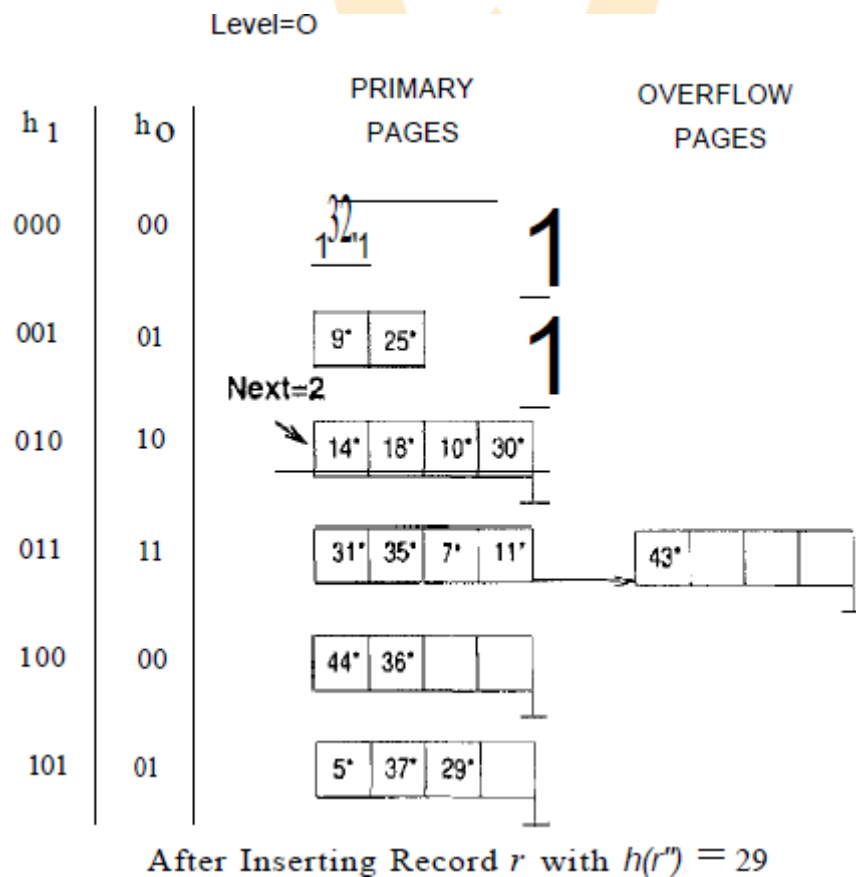 Level=O
PRIMARY PAGES
OVERFLOW PAGES
h1 h0
000 00 32*
001 01 9* 25*
Next=2
010 10 14* 18* 10* 30*
011 11 31* 35* 7* 11* 43*
100 00 44* 36*
101 01 5* 37* 29*
After Inserting Record r with h(r") = 29